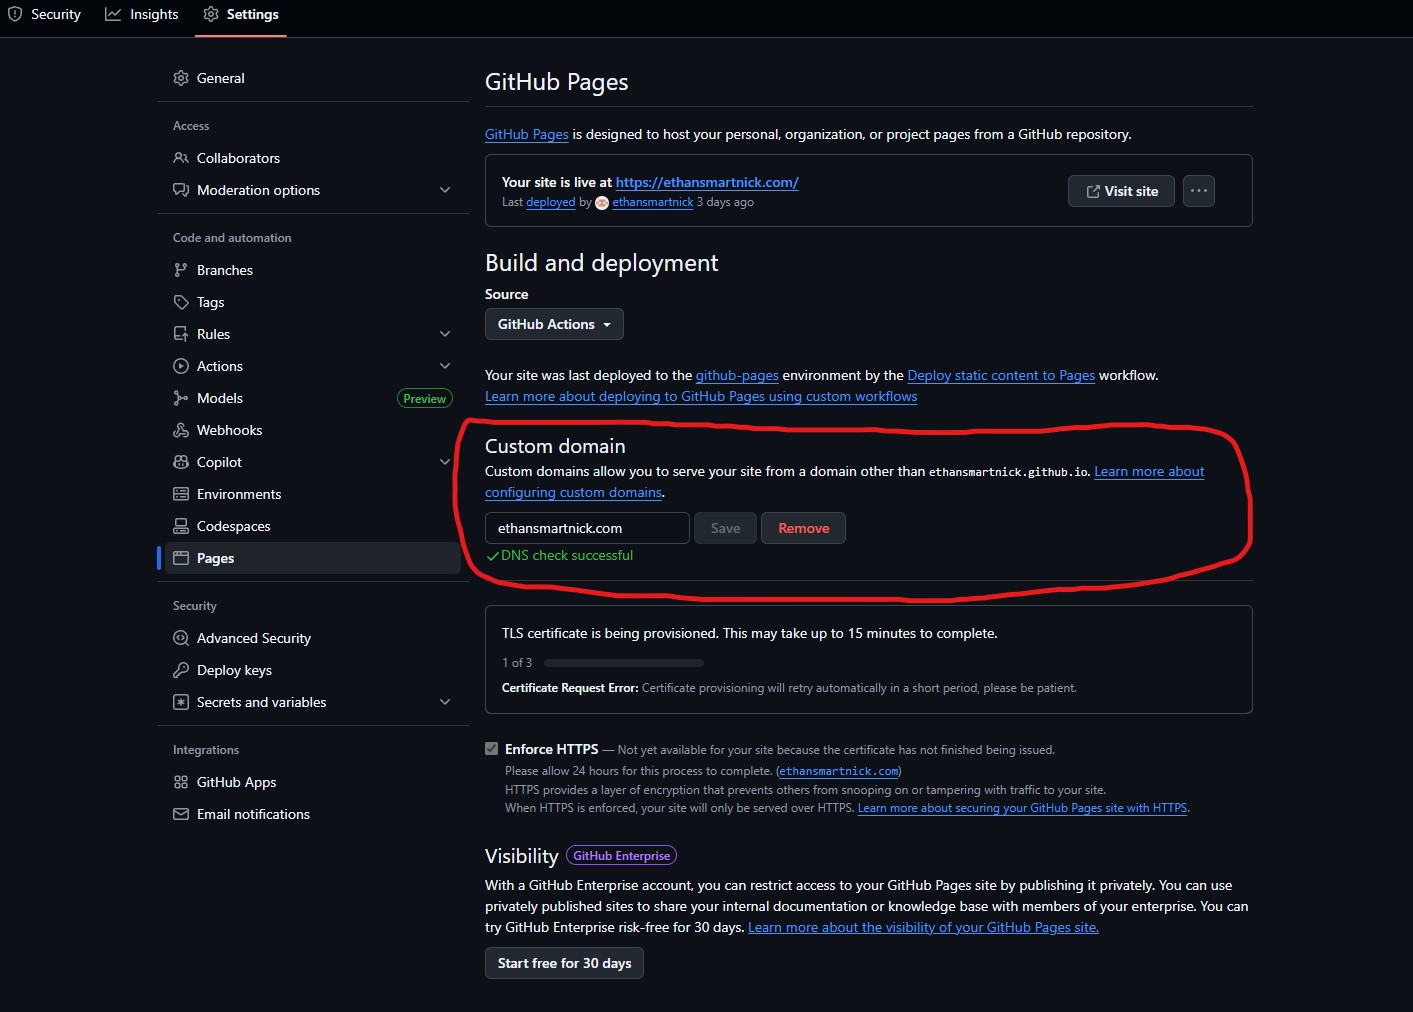 Security Insights Settings
General
Access
Collaborators
Moderation options
Code and automation
Branches
Tags
Rules
Actions
Models Preview
Webhooks
Copilot
Environments
Codespaces
Pages
Security
Advanced Security
Deploy keys
Secrets and variables
Integrations
GitHub Apps
Email notifications
GitHub Pages
GitHub Pages is designed to host your personal, organization, or project pages from a GitHub repository.
Your site is live at https://ethansmartnick.com/
Last deployed by ethansmartnick 3 days ago
Visit site
Build and deployment
Source
GitHub Actions
Your site was last deployed to the github-pages environment by the Deploy static content to Pages workflow.
Learn more about deploying to GitHub Pages using custom workflows
Custom domain
Custom domains allow you to serve your site from a domain other than ethansmartnick.github.io. Learn more about
configuring custom domains.
ethansmartnick.com Save Remove
DNS check successful
TLS certificate is being provisioned. This may take up to 15 minutes to complete.
1 of 3
Certificate Request Error: Certificate provisioning will retry automatically in a short period, please be patient.
Enforce HTTPS — Not yet available for your site because the certificate has not finished being issued.
Please allow 24 hours for this process to complete. (ethansmartnick.com)
HTTPS provides a layer of encryption that prevents others from snooping on or tampering with traffic to your site.
When HTTPS is enforced, your site will only be served over HTTPS. Learn more about securing your GitHub Pages site with HTTPS.
Visibility GitHub Enterprise
With a GitHub Enterprise account, you can restrict access to your GitHub Pages site by publishing it privately. You can use
privately published sites to share your internal documentation or knowledge base with members of your enterprise. You can
try GitHub Enterprise risk-free for 30 days. Learn more about the visibility of your GitHub Pages site.
Start free for 30 days